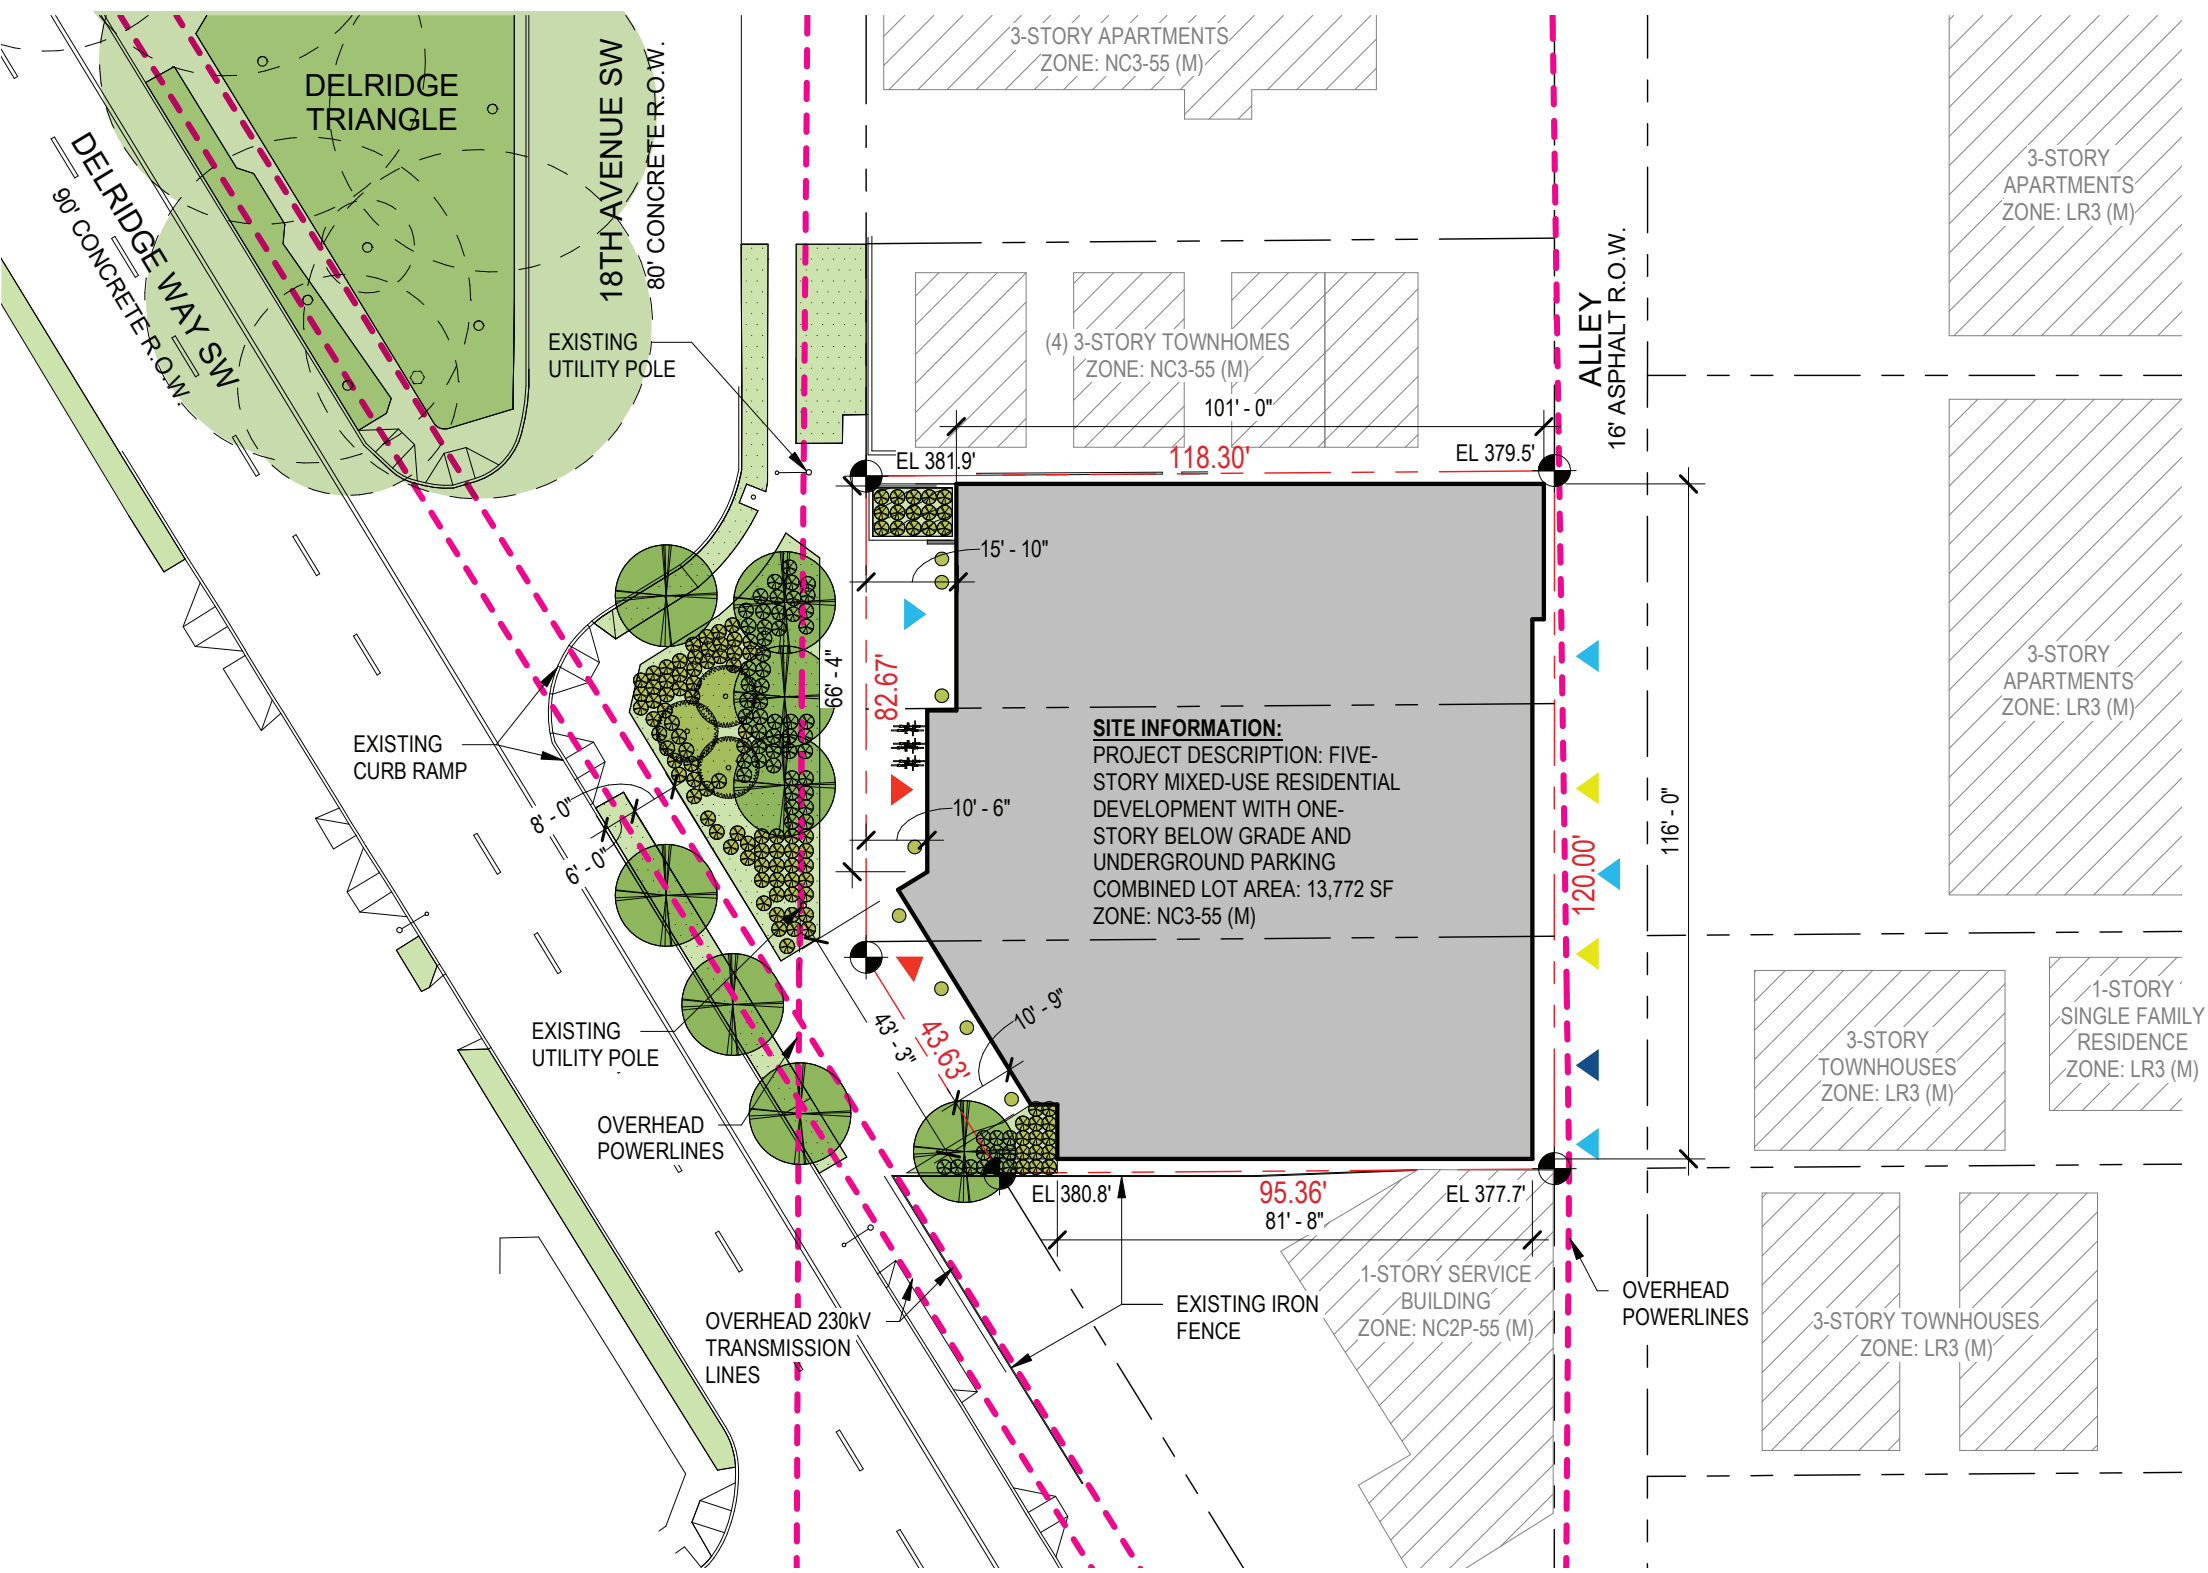 3-STORY APARTMENTS
ZONE: NC3-55 (M)
DELRIDGE
TRIANGLE
18TH AVENUE SW
80' CONCRETE R.O.W.
DELRIDGE WAY SW
90' CONCRETE R.O.W.
3-STORY
APARTMENTS
ZONE: LR3 (M)
ALLEY
16' ASPHALT R.O.W.
EXISTING
UTILITY POLE
(4) 3-STORY TOWNHOMES
ZONE: NC3-55 (M)
101' - 0"
EL 381.9'
118.30'
EL 379.5'
15' - 10"
66' - 4"
82.67'
3-STORY
APARTMENTS
ZONE: LR3 (M)
SITE INFORMATION:
PROJECT DESCRIPTION: FIVE-
STORY MIXED-USE RESIDENTIAL
DEVELOPMENT WITH ONE-
STORY BELOW GRADE AND
UNDERGROUND PARKING
COMBINED LOT AREA: 13,772 SF
ZONE: NC3-55 (M)
EXISTING
CURB RAMP
8' - 0"
6' - 0"
10' - 6"
116' - 0"
120.00'
EXISTING
UTILITY POLE
43' - 3"
43.63'
10' - 9"
3-STORY
TOWNHOUSES
ZONE: LR3 (M)
1-STORY
SINGLE FAMILY
RESIDENCE
ZONE: LR3 (M)
OVERHEAD
POWERLINES
EL 380.8'
95.36'
EL 377.7'
81' - 8"
1-STORY SERVICE
BUILDING
ZONE: NC2P-55 (M)
OVERHEAD 230kV
TRANSMISSION
LINES
EXISTING IRON
FENCE
OVERHEAD
POWERLINES
3-STORY TOWNHOUSES
ZONE: LR3 (M)